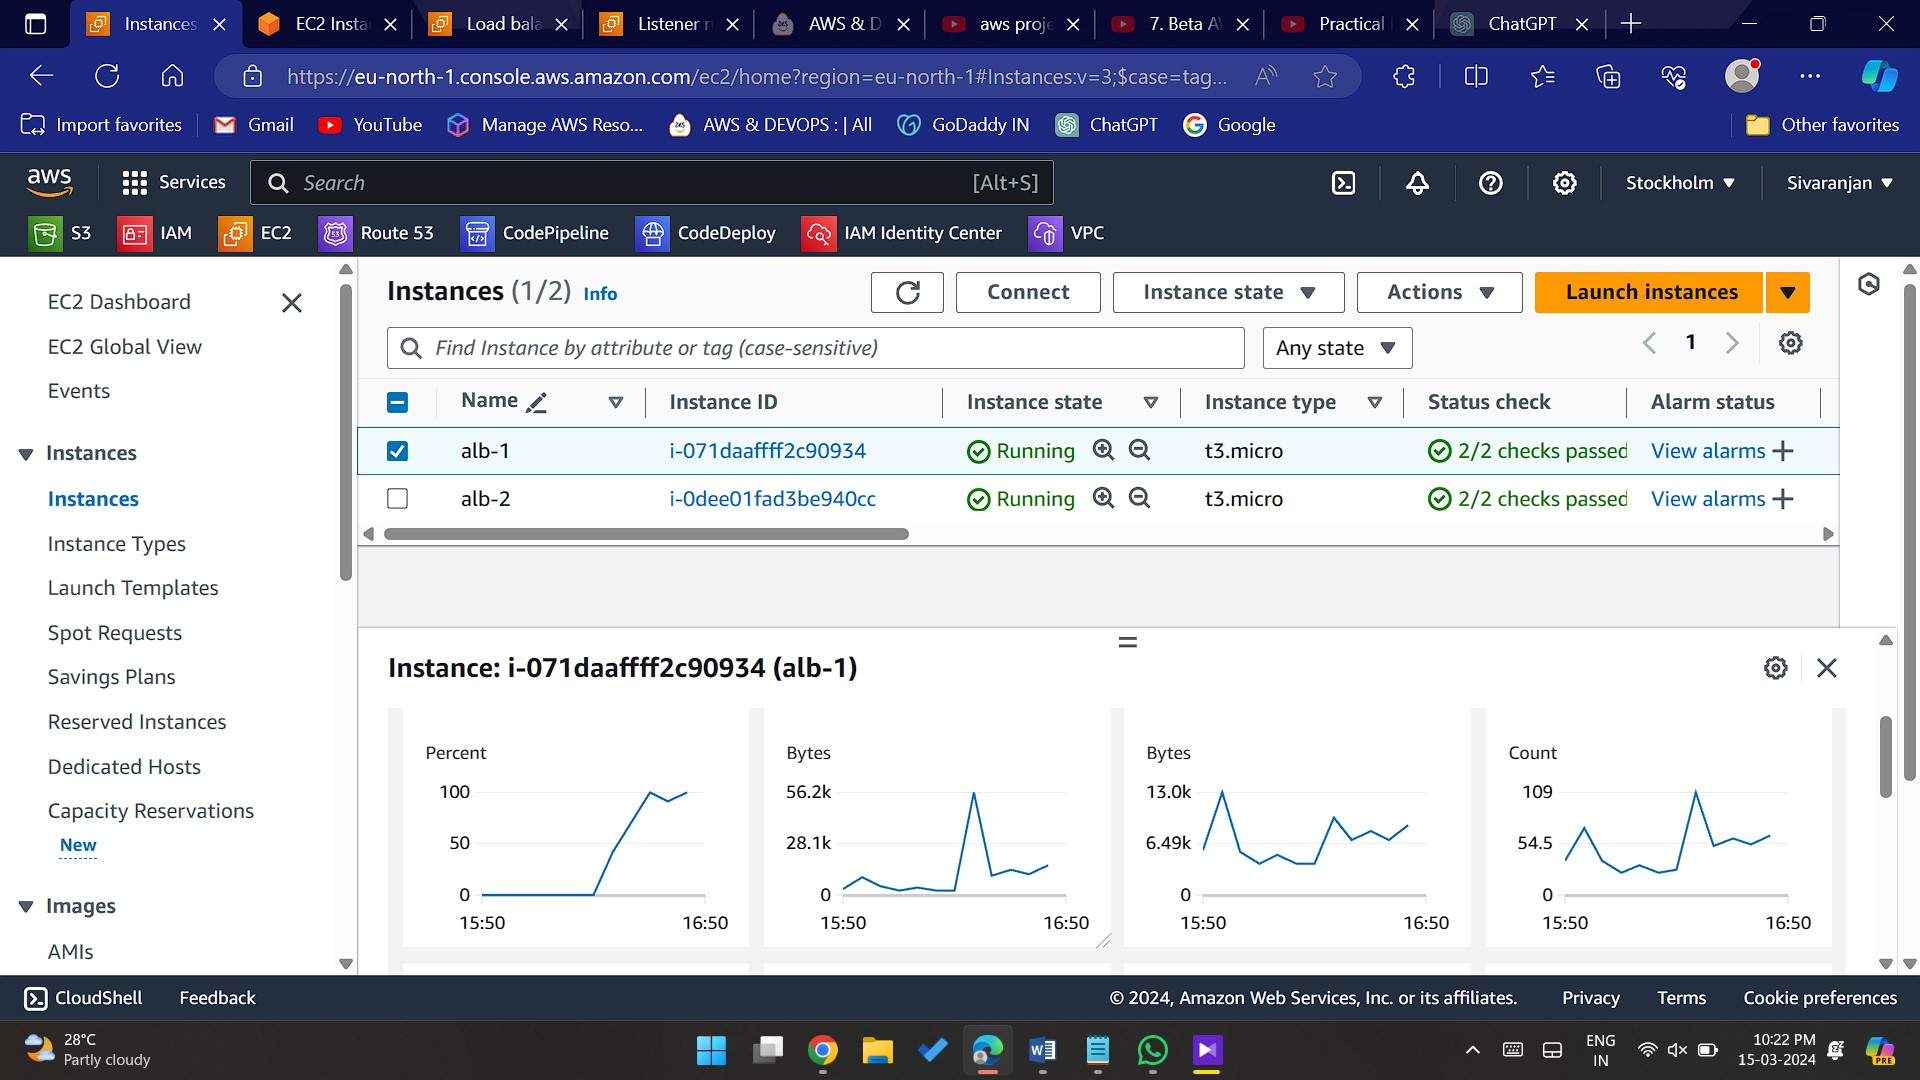 Instances
EC2 Insta
Load bala
Listener r
AWS & D
aws proje
7. Beta A
Practical
ChatGPT
https://eu-north-1.console.aws.amazon.com/ec2/home?region=eu-north-1#Instances:v=3;$case=tag...
Import favorites
Gmail
YouTube
Manage AWS Reso...
AWS & DEVOPS : | All
GoDaddy IN
ChatGPT
Google
Other favorites
aws
Services
Search
[Alt+S]
Stockholm
Sivaranjan
S3
IAM
EC2
Route 53
CodePipeline
CodeDeploy
IAM Identity Center
VPC
EC2 Dashboard
EC2 Global View
Events
Instances
Instances
Instance Types
Launch Templates
Spot Requests
Savings Plans
Reserved Instances
Dedicated Hosts
Capacity Reservations
New
Images
AMIs
Instances (1/2) Info
Connect
Instance state
Actions
Launch instances
Find Instance by attribute or tag (case-sensitive)
Any state
1
Name
Instance ID
Instance state
Instance type
Status check
Alarm status
alb-1
i-071daaffff2c90934
Running
t3.micro
2/2 checks passed
View alarms
alb-2
i-0dee01fad3be940cc
Running
t3.micro
2/2 checks passed
View alarms
Instance: i-071daaffff2c90934 (alb-1)
Percent
100
50
0
15:50
16:50
Bytes
56.2k
28.1k
0
15:50
16:50
Bytes
13.0k
6.49k
0
15:50
16:50
Count
109
54.5
0
15:50
16:50
CloudShell
Feedback
© 2024, Amazon Web Services, Inc. or its affiliates.
Privacy
Terms
Cookie preferences
28°C
Partly cloudy
ENG
IN
10:22 PM
15-03-2024
PRE